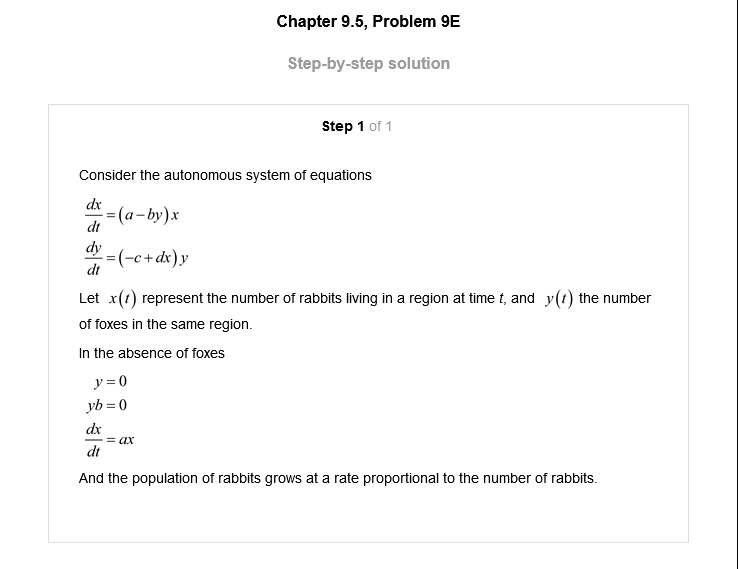 Chapter 9.5, Problem 9E
Step-by-step solution
Step 1 of 1
Consider the autonomous system of equations
dx/dt = (a − by)x
dy/dt = (−c + dx)y
Let x(t) represent the number of rabbits living in a region at time t, and y(t) the number
of foxes in the same region.
In the absence of foxes
y = 0
yb = 0
dx/dt = ax
And the population of rabbits grows at a rate proportional to the number of rabbits.